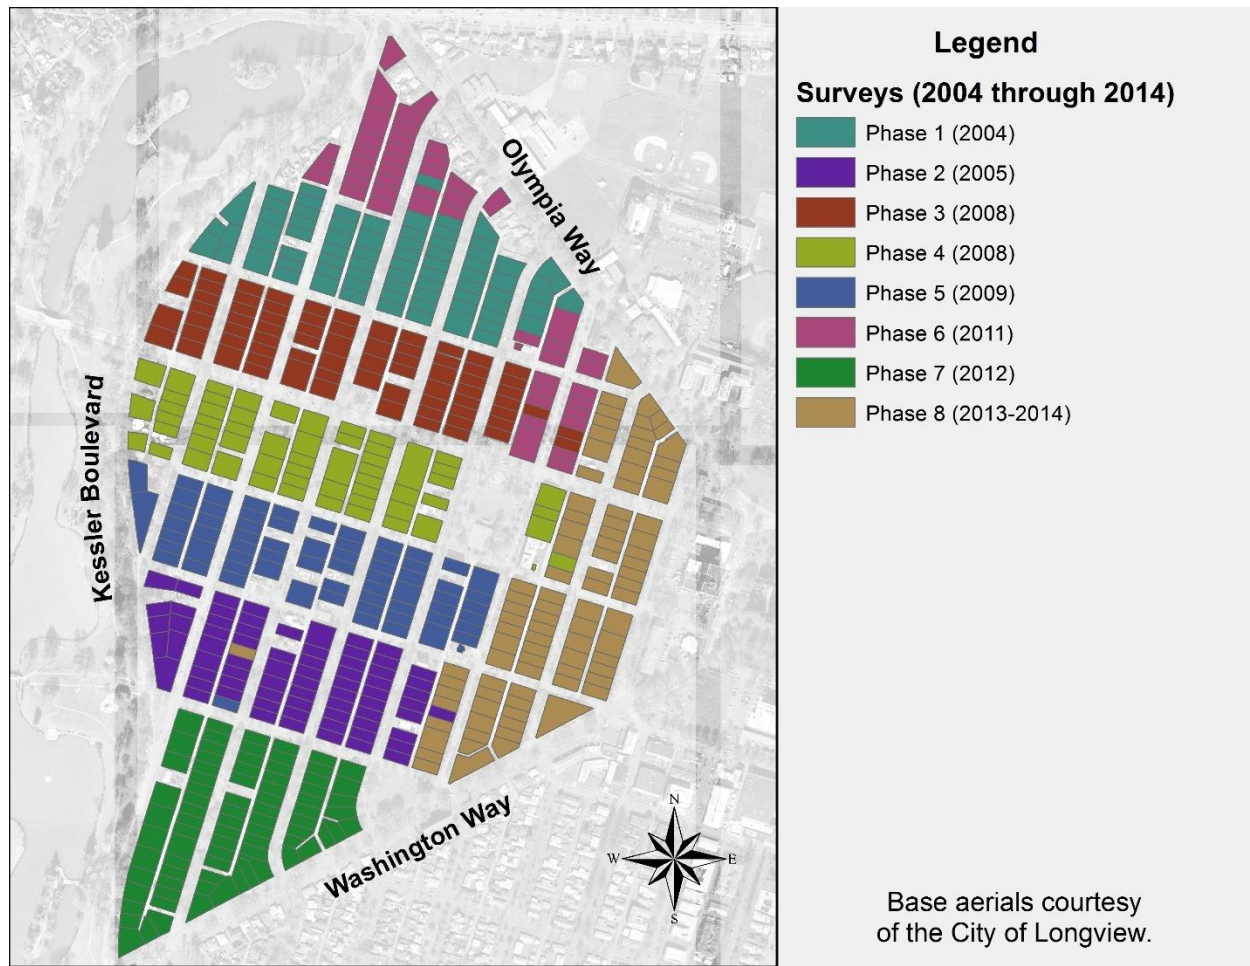 Legend
Surveys (2004 through 2014)
Phase 1 (2004)
Phase 2 (2005)
Phase 3 (2008)
Phase 4 (2008)
Phase 5 (2009)
Phase 6 (2011)
Phase 7 (2012)
Phase 8 (2013-2014)
Olympia Way
Kessler Boulevard
Washington Way
N
W
E
S
Base aerials courtesy
of the City of Longview.